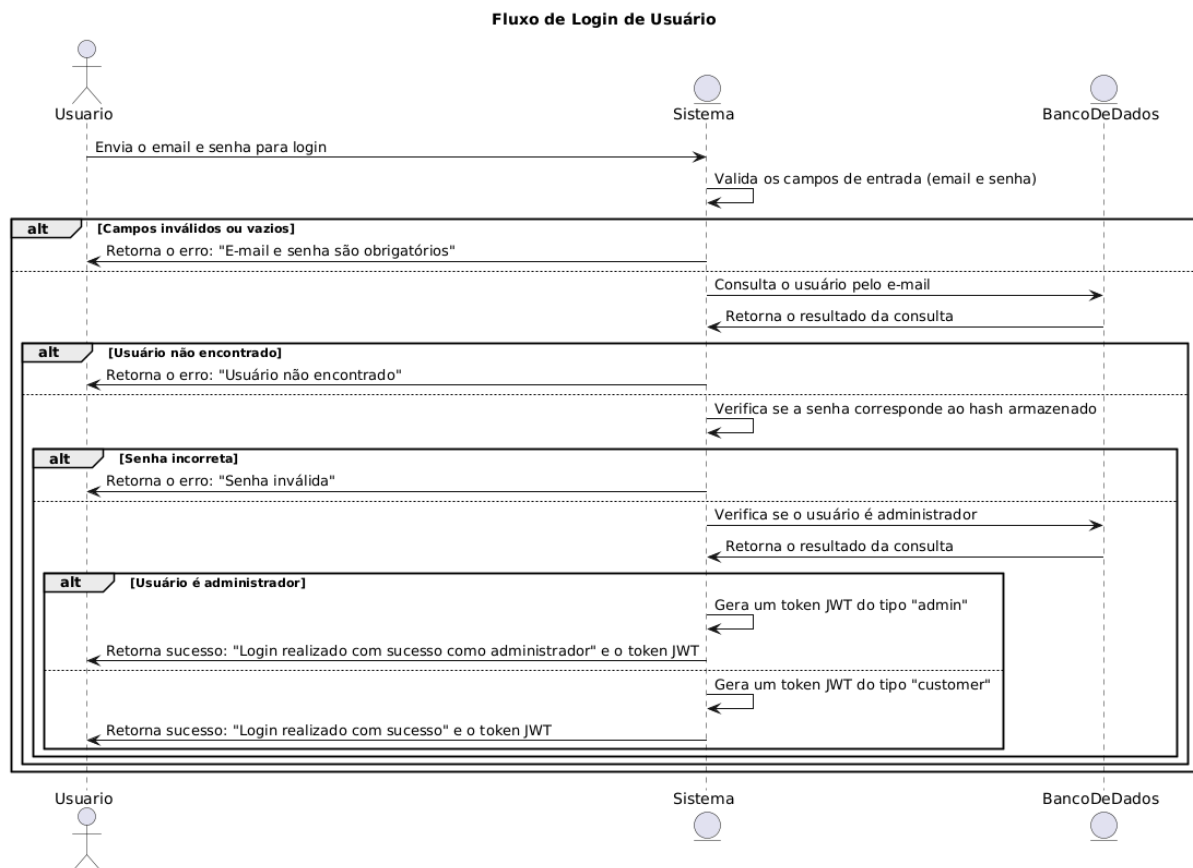 Fluxo de Login de Usuário
Usuario
Sistema
BancoDeDados
Envia o email e senha para login
Valida os campos de entrada (email e senha)
alt [Campos inválidos ou vazios]
Retorna o erro: "E-mail e senha são obrigatórios"
Consulta o usuário pelo e-mail
Retorna o resultado da consulta
alt [Usuário não encontrado]
Retorna o erro: "Usuário não encontrado"
Verifica se a senha corresponde ao hash armazenado
alt [Senha incorreta]
Retorna o erro: "Senha inválida"
Verifica se o usuário é administrador
Retorna o resultado da consulta
alt [Usuário é administrador]
Gera um token JWT do tipo "admin"
Retorna sucesso: "Login realizado com sucesso como administrador" e o token JWT
Gera um token JWT do tipo "customer"
Retorna sucesso: "Login realizado com sucesso" e o token JWT
Usuario
Sistema
BancoDeDados